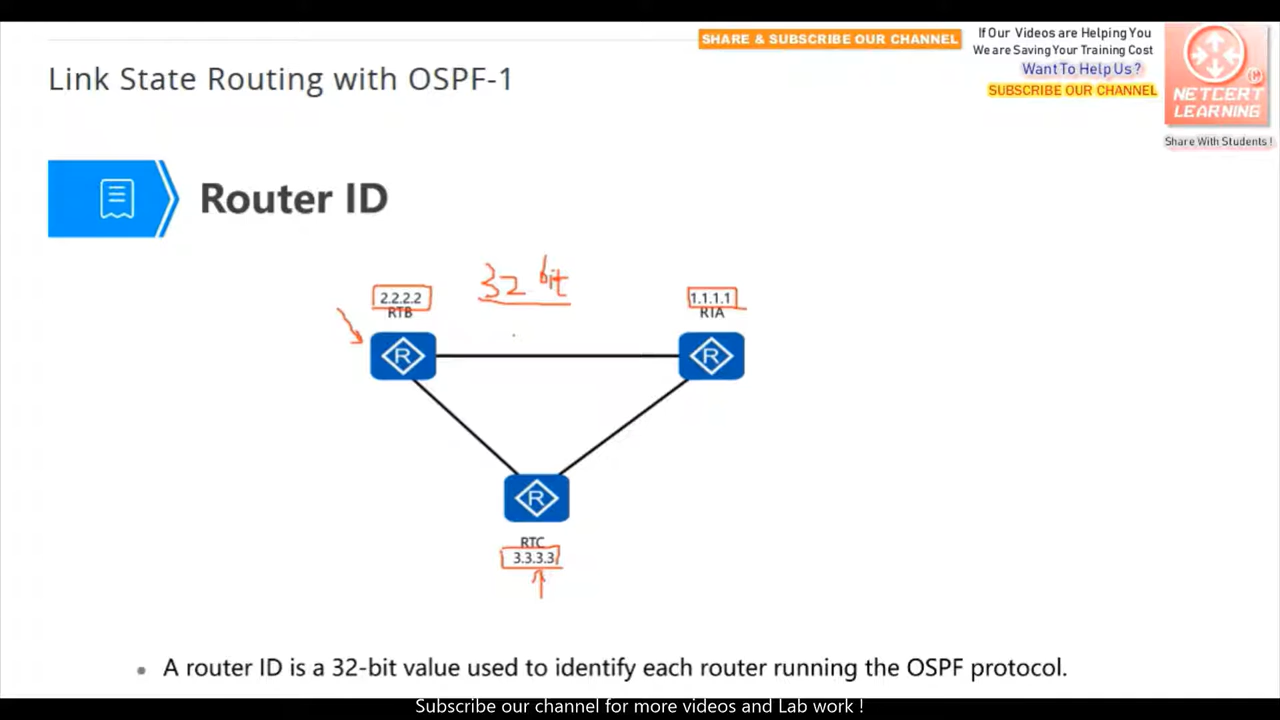 SHARE & SUBSCRIBE OUR CHANNEL
If Our Videos are Helping You
We are Saving Your Training Cost
Want To Help Us ?
SUBSCRIBE OUR CHANNEL
NETCERT
LEARNING
Share With Students !
Link State Routing with OSPF-1
Router ID
32 bit
2.2.2.2
RTB
1.1.1.1
RTA
R
R
R
RTC
3.3.3.3
• A router ID is a 32-bit value used to identify each router running the OSPF protocol.
Subscribe our channel for more videos and Lab work !